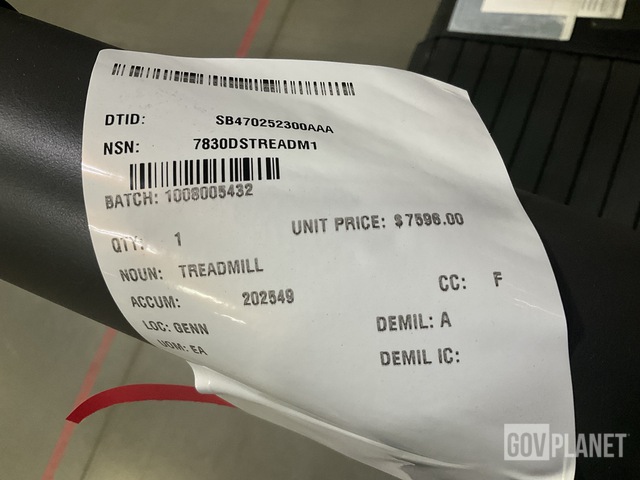 DTID: SB470252300AAA
NSN: 7830DSTREADM1
BATCH: 1008005432
UNIT PRICE: $7596.00
QTY: 1
NOUN: TREADMILL
CC: F
ACCUM: 202549
LOC: GENN DEMIL: A
UOM: EA DEMIL IC:
GOVPLANET